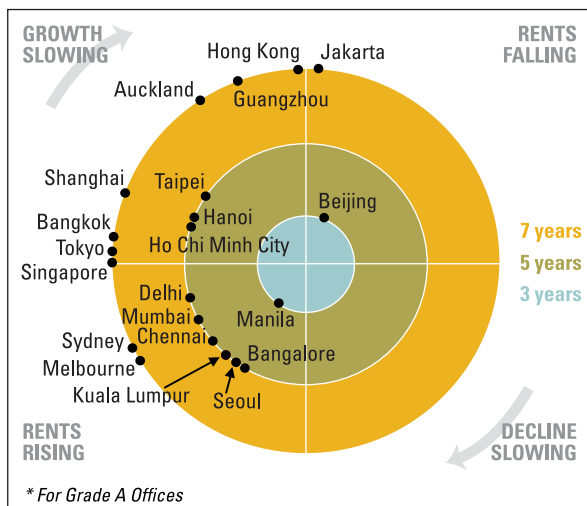 GROWTH
SLOWING
RENTS
FALLING
Hong Kong
Jakarta
Auckland
Guangzhou
Shanghai
Taipei
Beijing
Hanoi
Bangkok
Ho Chi Minh City
Tokyo
Singapore
7 years
5 years
3 years
Delhi
Mumbai
Manila
Chennai
Sydney
Bangalore
Melbourne
Kuala Lumpur
Seoul
RENTS
RISING
DECLINE
SLOWING
* For Grade A Offices